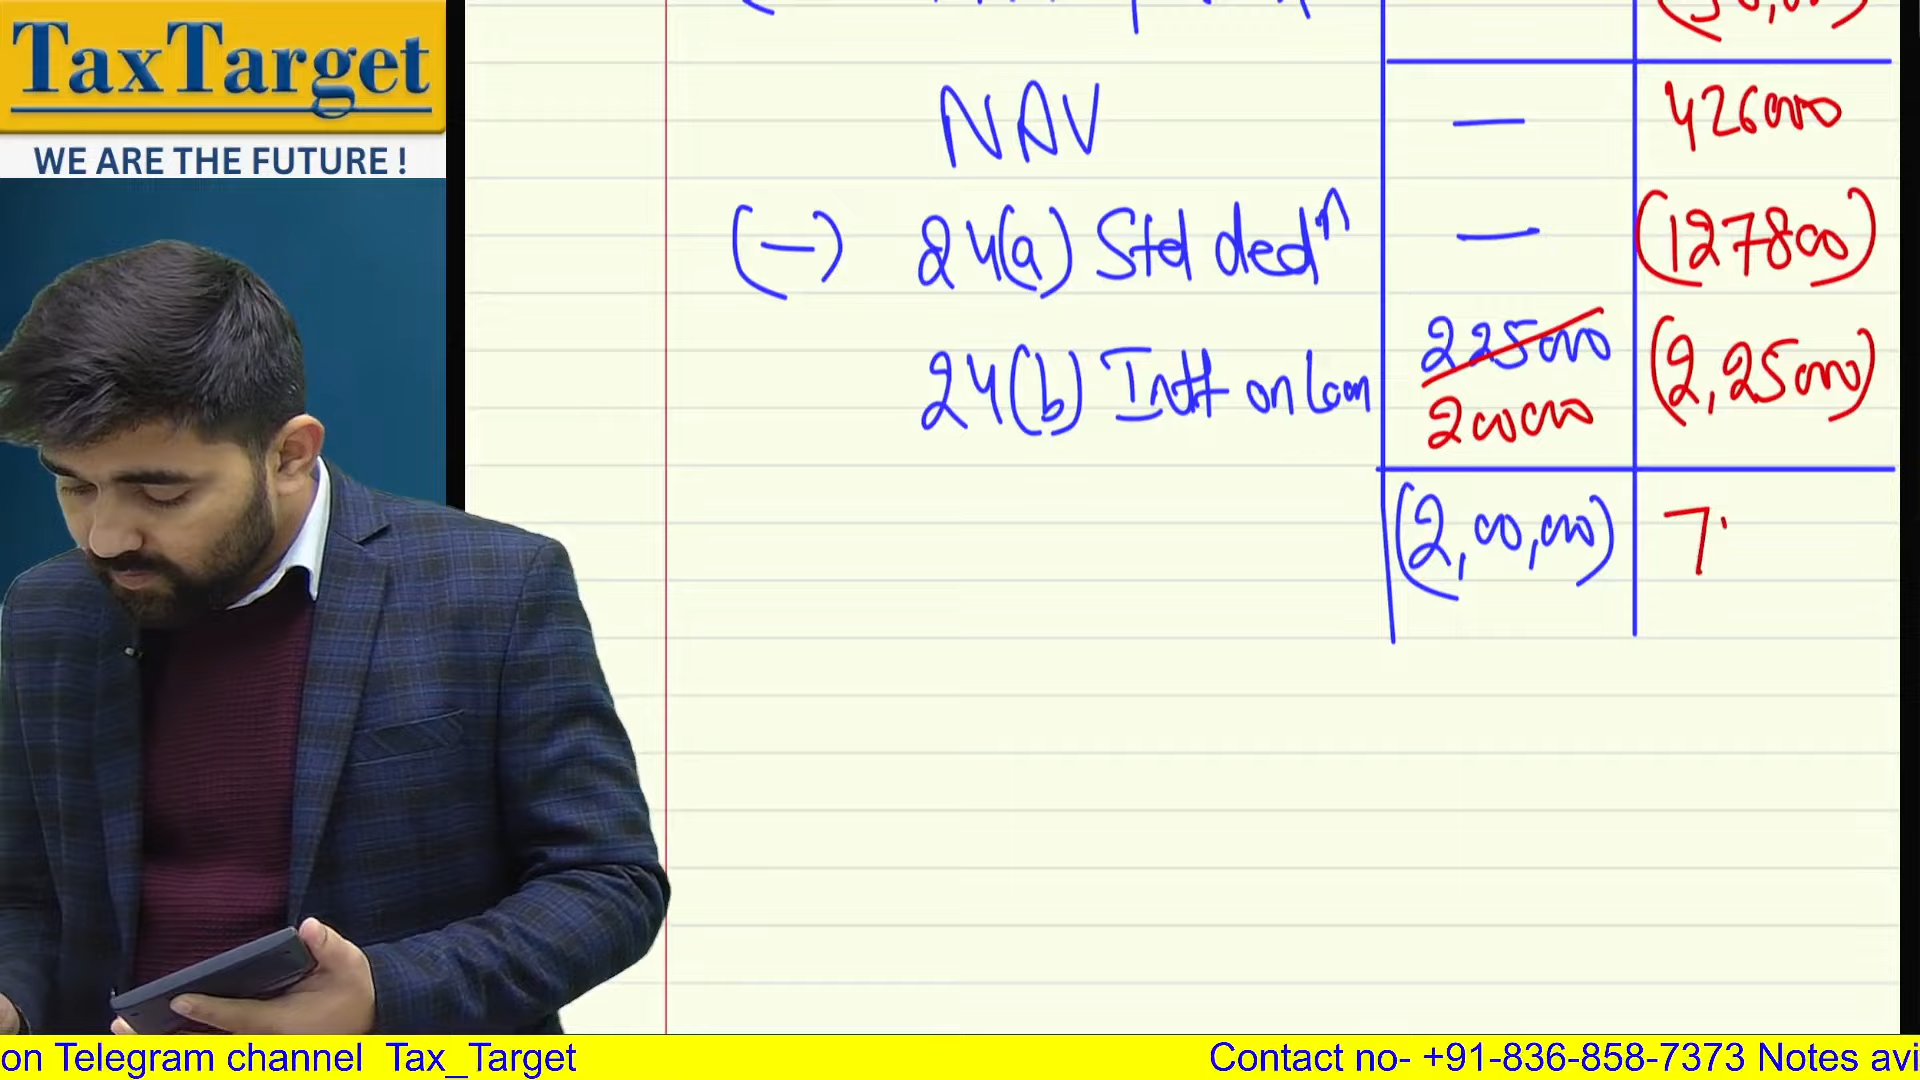 TaxTarget
WE ARE THE FUTURE !
NAV — 426000
(—) 24(a) Std dedn — (127800)
24(b) Intt on loan 225000 (2,25000)
200000
(2,00,000) 7
on Telegram channel Tax_Target
Contact no- +91-836-858-7373 Notes avi